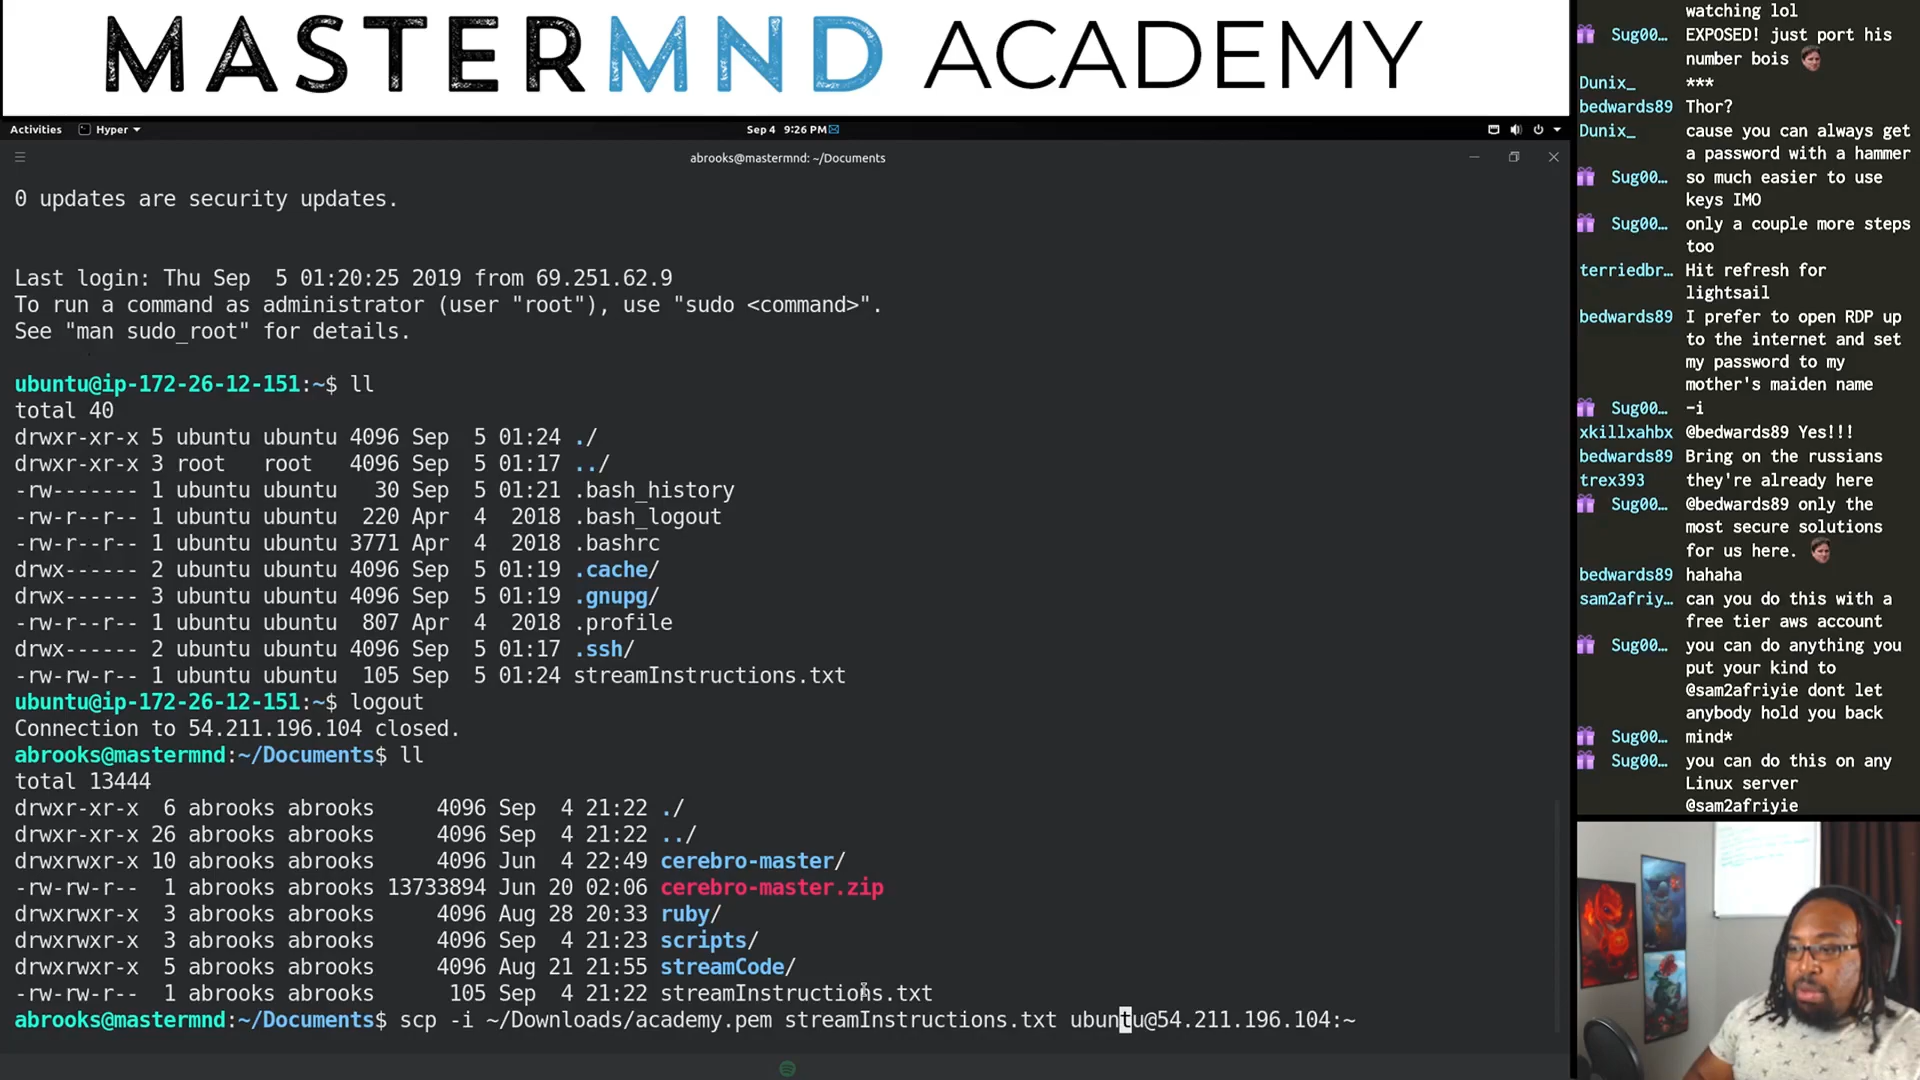 MASTERMND ACADEMY
Activities Hyper Sep 4 9:26 PM
abrooks@mastermnd: ~/Documents
0 updates are security updates.
Last login: Thu Sep  5 01:20:25 2019 from 69.251.62.9
To run a command as administrator (user "root"), use "sudo <command>".
See "man sudo_root" for details.
ubuntu@ip-172-26-12-151:~$ ll
total 40
drwxr-xr-x 5 ubuntu ubuntu 4096 Sep  5 01:24 ./
drwxr-xr-x 3 root   root   4096 Sep  5 01:17 ../
-rw------- 1 ubuntu ubuntu   30 Sep  5 01:21 .bash_history
-rw-r--r-- 1 ubuntu ubuntu  220 Apr  4  2018 .bash_logout
-rw-r--r-- 1 ubuntu ubuntu 3771 Apr  4  2018 .bashrc
drwx------ 2 ubuntu ubuntu 4096 Sep  5 01:19 .cache/
drwx------ 3 ubuntu ubuntu 4096 Sep  5 01:19 .gnupg/
-rw-r--r-- 1 ubuntu ubuntu  807 Apr  4  2018 .profile
drwx------ 2 ubuntu ubuntu 4096 Sep  5 01:17 .ssh/
-rw-rw-r-- 1 ubuntu ubuntu  105 Sep  5 01:24 streamInstructions.txt
ubuntu@ip-172-26-12-151:~$ logout
Connection to 54.211.196.104 closed.
abrooks@mastermnd:~/Documents$ ll
total 13444
drwxr-xr-x  6 abrooks abrooks     4096 Sep  4 21:22 ./
drwxr-xr-x 26 abrooks abrooks     4096 Sep  4 21:22 ../
drwxrwxr-x 10 abrooks abrooks     4096 Jun  4 22:49 cerebro-master/
-rw-rw-r--  1 abrooks abrooks 13733894 Jun 20 02:06 cerebro-master.zip
drwxrwxr-x  3 abrooks abrooks     4096 Aug 28 20:33 ruby/
drwxrwxr-x  3 abrooks abrooks     4096 Sep  4 21:23 scripts/
drwxrwxr-x  5 abrooks abrooks     4096 Aug 21 21:55 streamCode/
-rw-rw-r--  1 abrooks abrooks      105 Sep  4 21:22 streamInstructions.txt
abrooks@mastermnd:~/Documents$ scp -i ~/Downloads/academy.pem streamInstructions.txt ubuntu@54.211.196.104:~
watching lol
Sug00… EXPOSED! just port his
number bois
Dunix_ ***
bedwards89 Thor?
Dunix_ cause you can always get
a password with a hammer
Sug00… so much easier to use
keys IMO
Sug00… only a couple more steps
too
terriedbr… Hit refresh for
lightsail
bedwards89 I prefer to open RDP up
to the internet and set
my password to my
mother's maiden name
Sug00… -i
xkillxahbx @bedwards89 Yes!!!
bedwards89 Bring on the russians
trex393 they're already here
Sug00… @bedwards89 only the
most secure solutions
for us here.
bedwards89 hahaha
sam2afriy… can you do this with a
free tier aws account
Sug00… you can do anything you
put your kind to
@sam2afriyie dont let
anybody hold you back
Sug00… mind*
Sug00… you can do this on any
Linux server
@sam2afriyie